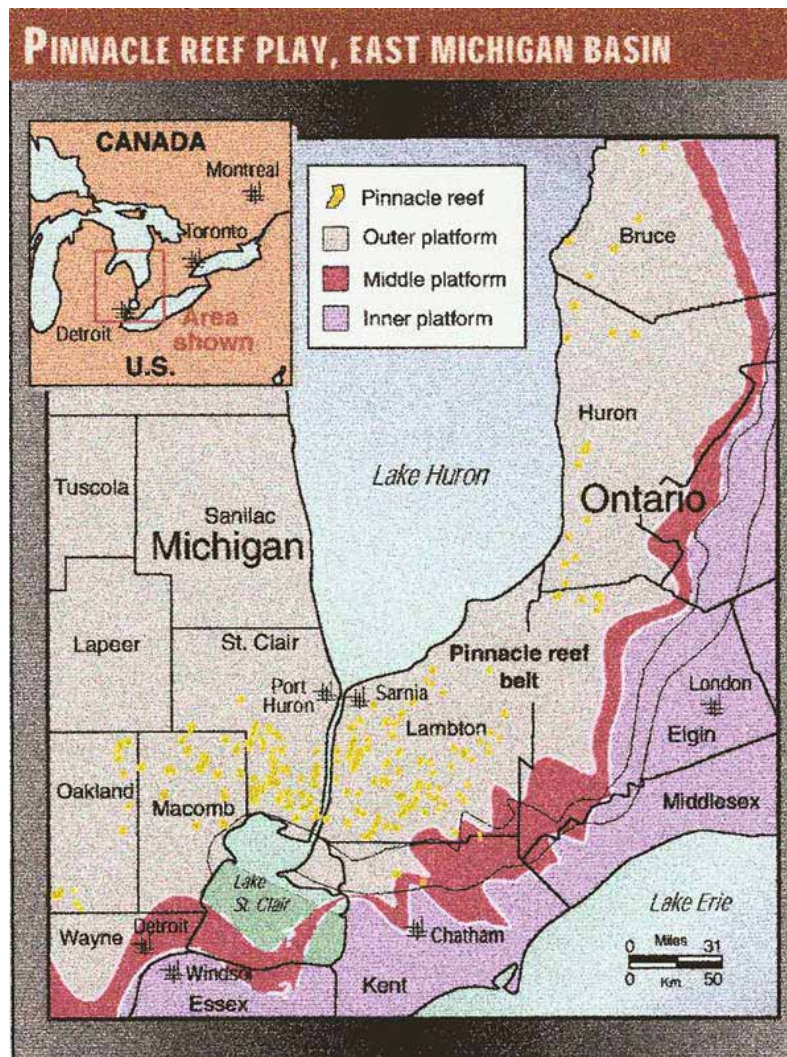 PINNACLE REEF PLAY, EAST MICHIGAN BASIN
CANADA
Montreal
Toronto
Detroit
Area
shown
U.S.
Pinnacle reef
Outer platform
Middle platform
Inner platform
Bruce
Huron
Lake Huron
Ontario
Tuscola
Sanilac
Michigan
Lapeer
St. Clair
Port
Huron
Sarnia
Pinnacle reef
belt
London
Lambton
Elgin
Oakland
Macomb
Middlesex
Lake
St. Clair
Lake Erie
Wayne
Detroit
Chatham
0 Miles 31
0 Km 50
Windsor
Kent
Essex